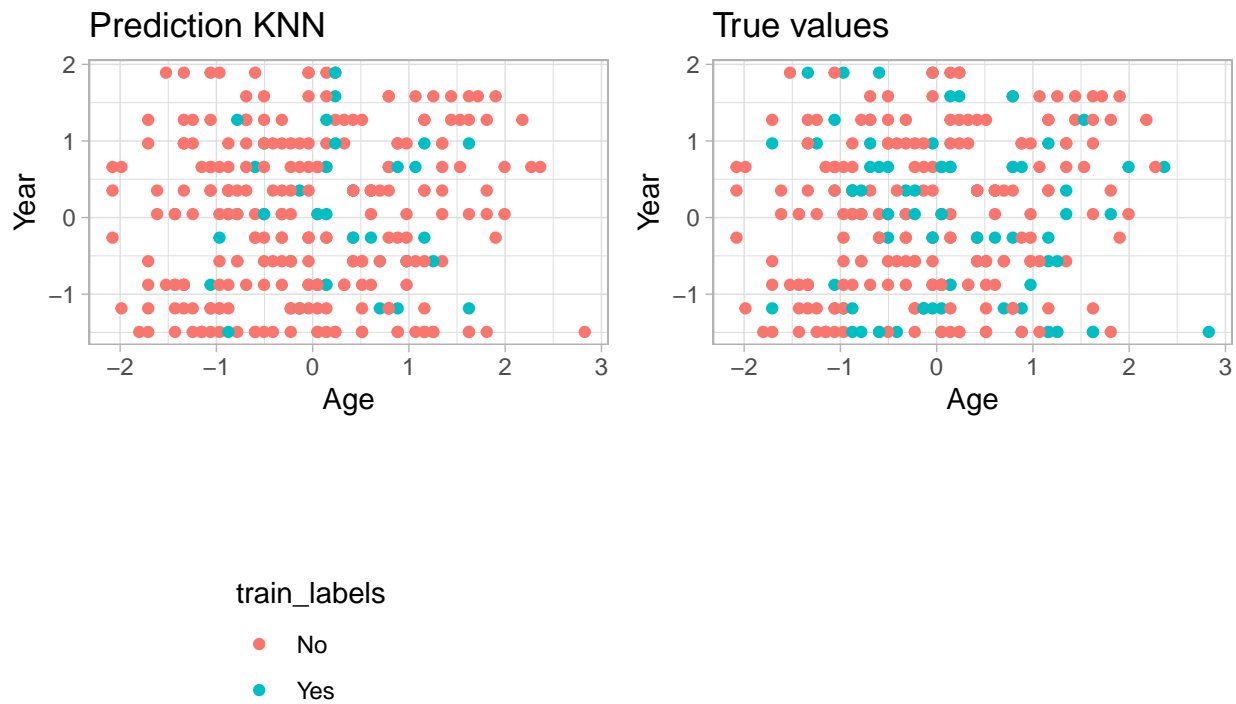 Prediction KNN
True values
2
1
0
−1
Year
−2
−1
0
1
2
3
Age
2
1
0
−1
Year
−2
−1
0
1
2
3
Age
train_labels
No
Yes